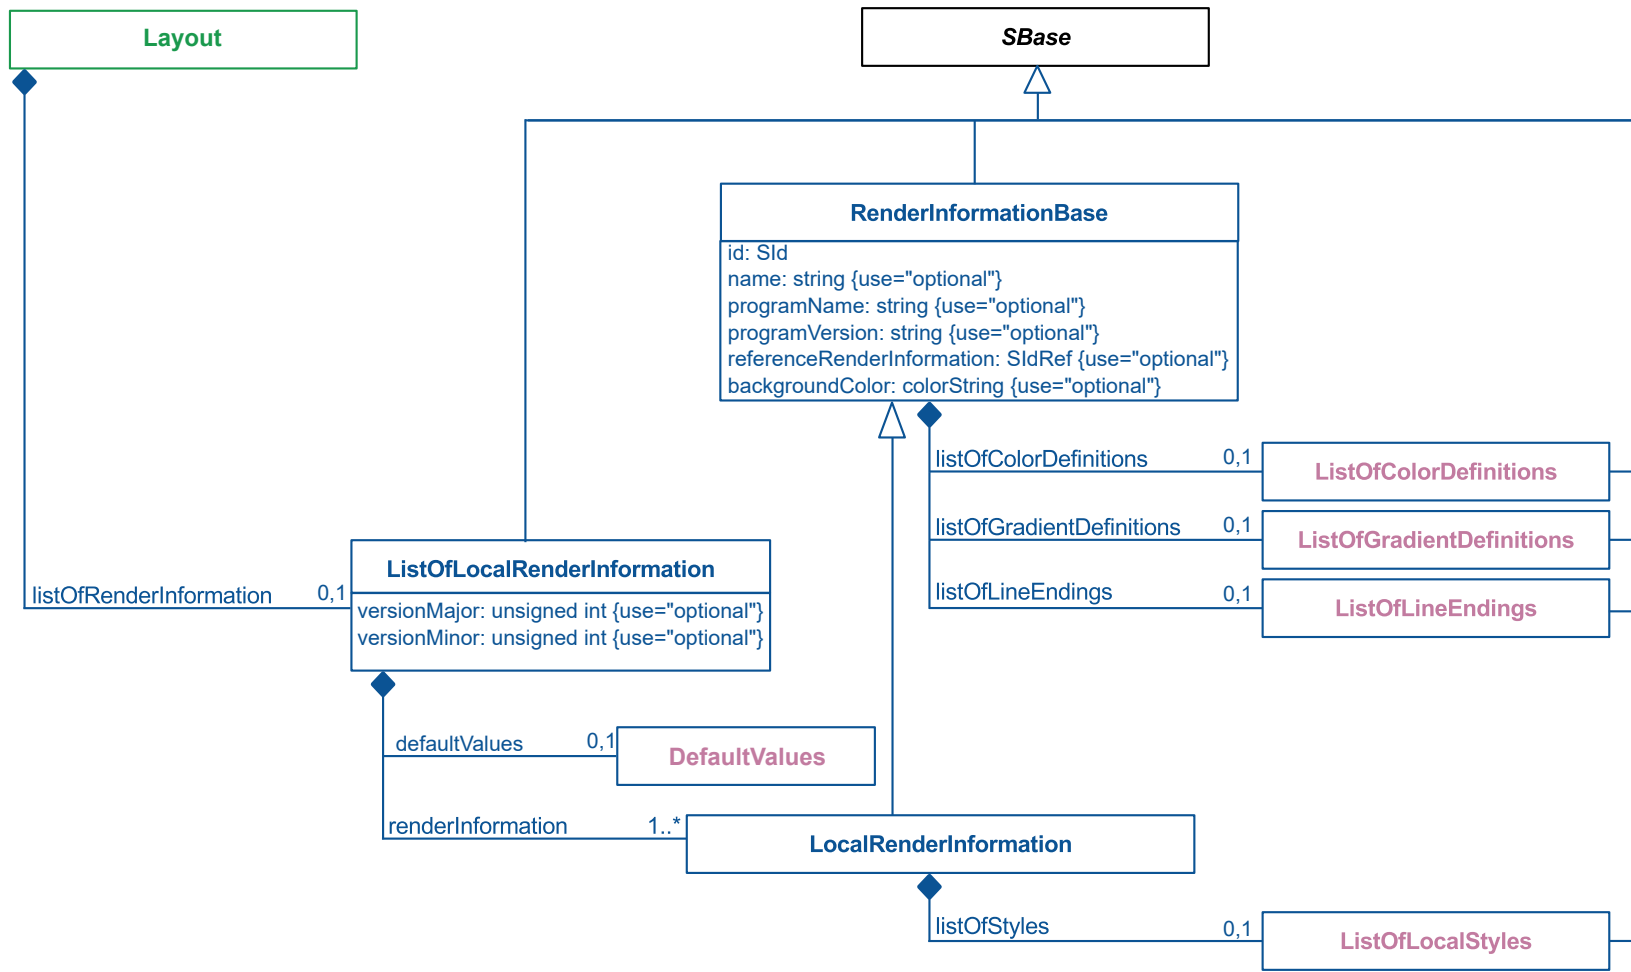 Layout
SBase
RenderInformationBase
id: SId
name: string {use="optional"}
programName: string {use="optional"}
programVersion: string {use="optional"}
referenceRenderInformation: SIdRef {use="optional"}
backgroundColor: colorString {use="optional"}
listOfColorDefinitions 0,1
ListOfColorDefinitions
listOfGradientDefinitions 0,1
ListOfGradientDefinitions
listOfLineEndings 0,1
ListOfLineEndings
listOfRenderInformation 0,1
ListOfLocalRenderInformation
versionMajor: unsigned int {use="optional"}
versionMinor: unsigned int {use="optional"}
defaultValues 0,1
DefaultValues
renderInformation 1..*
LocalRenderInformation
listOfStyles 0,1
ListOfLocalStyles